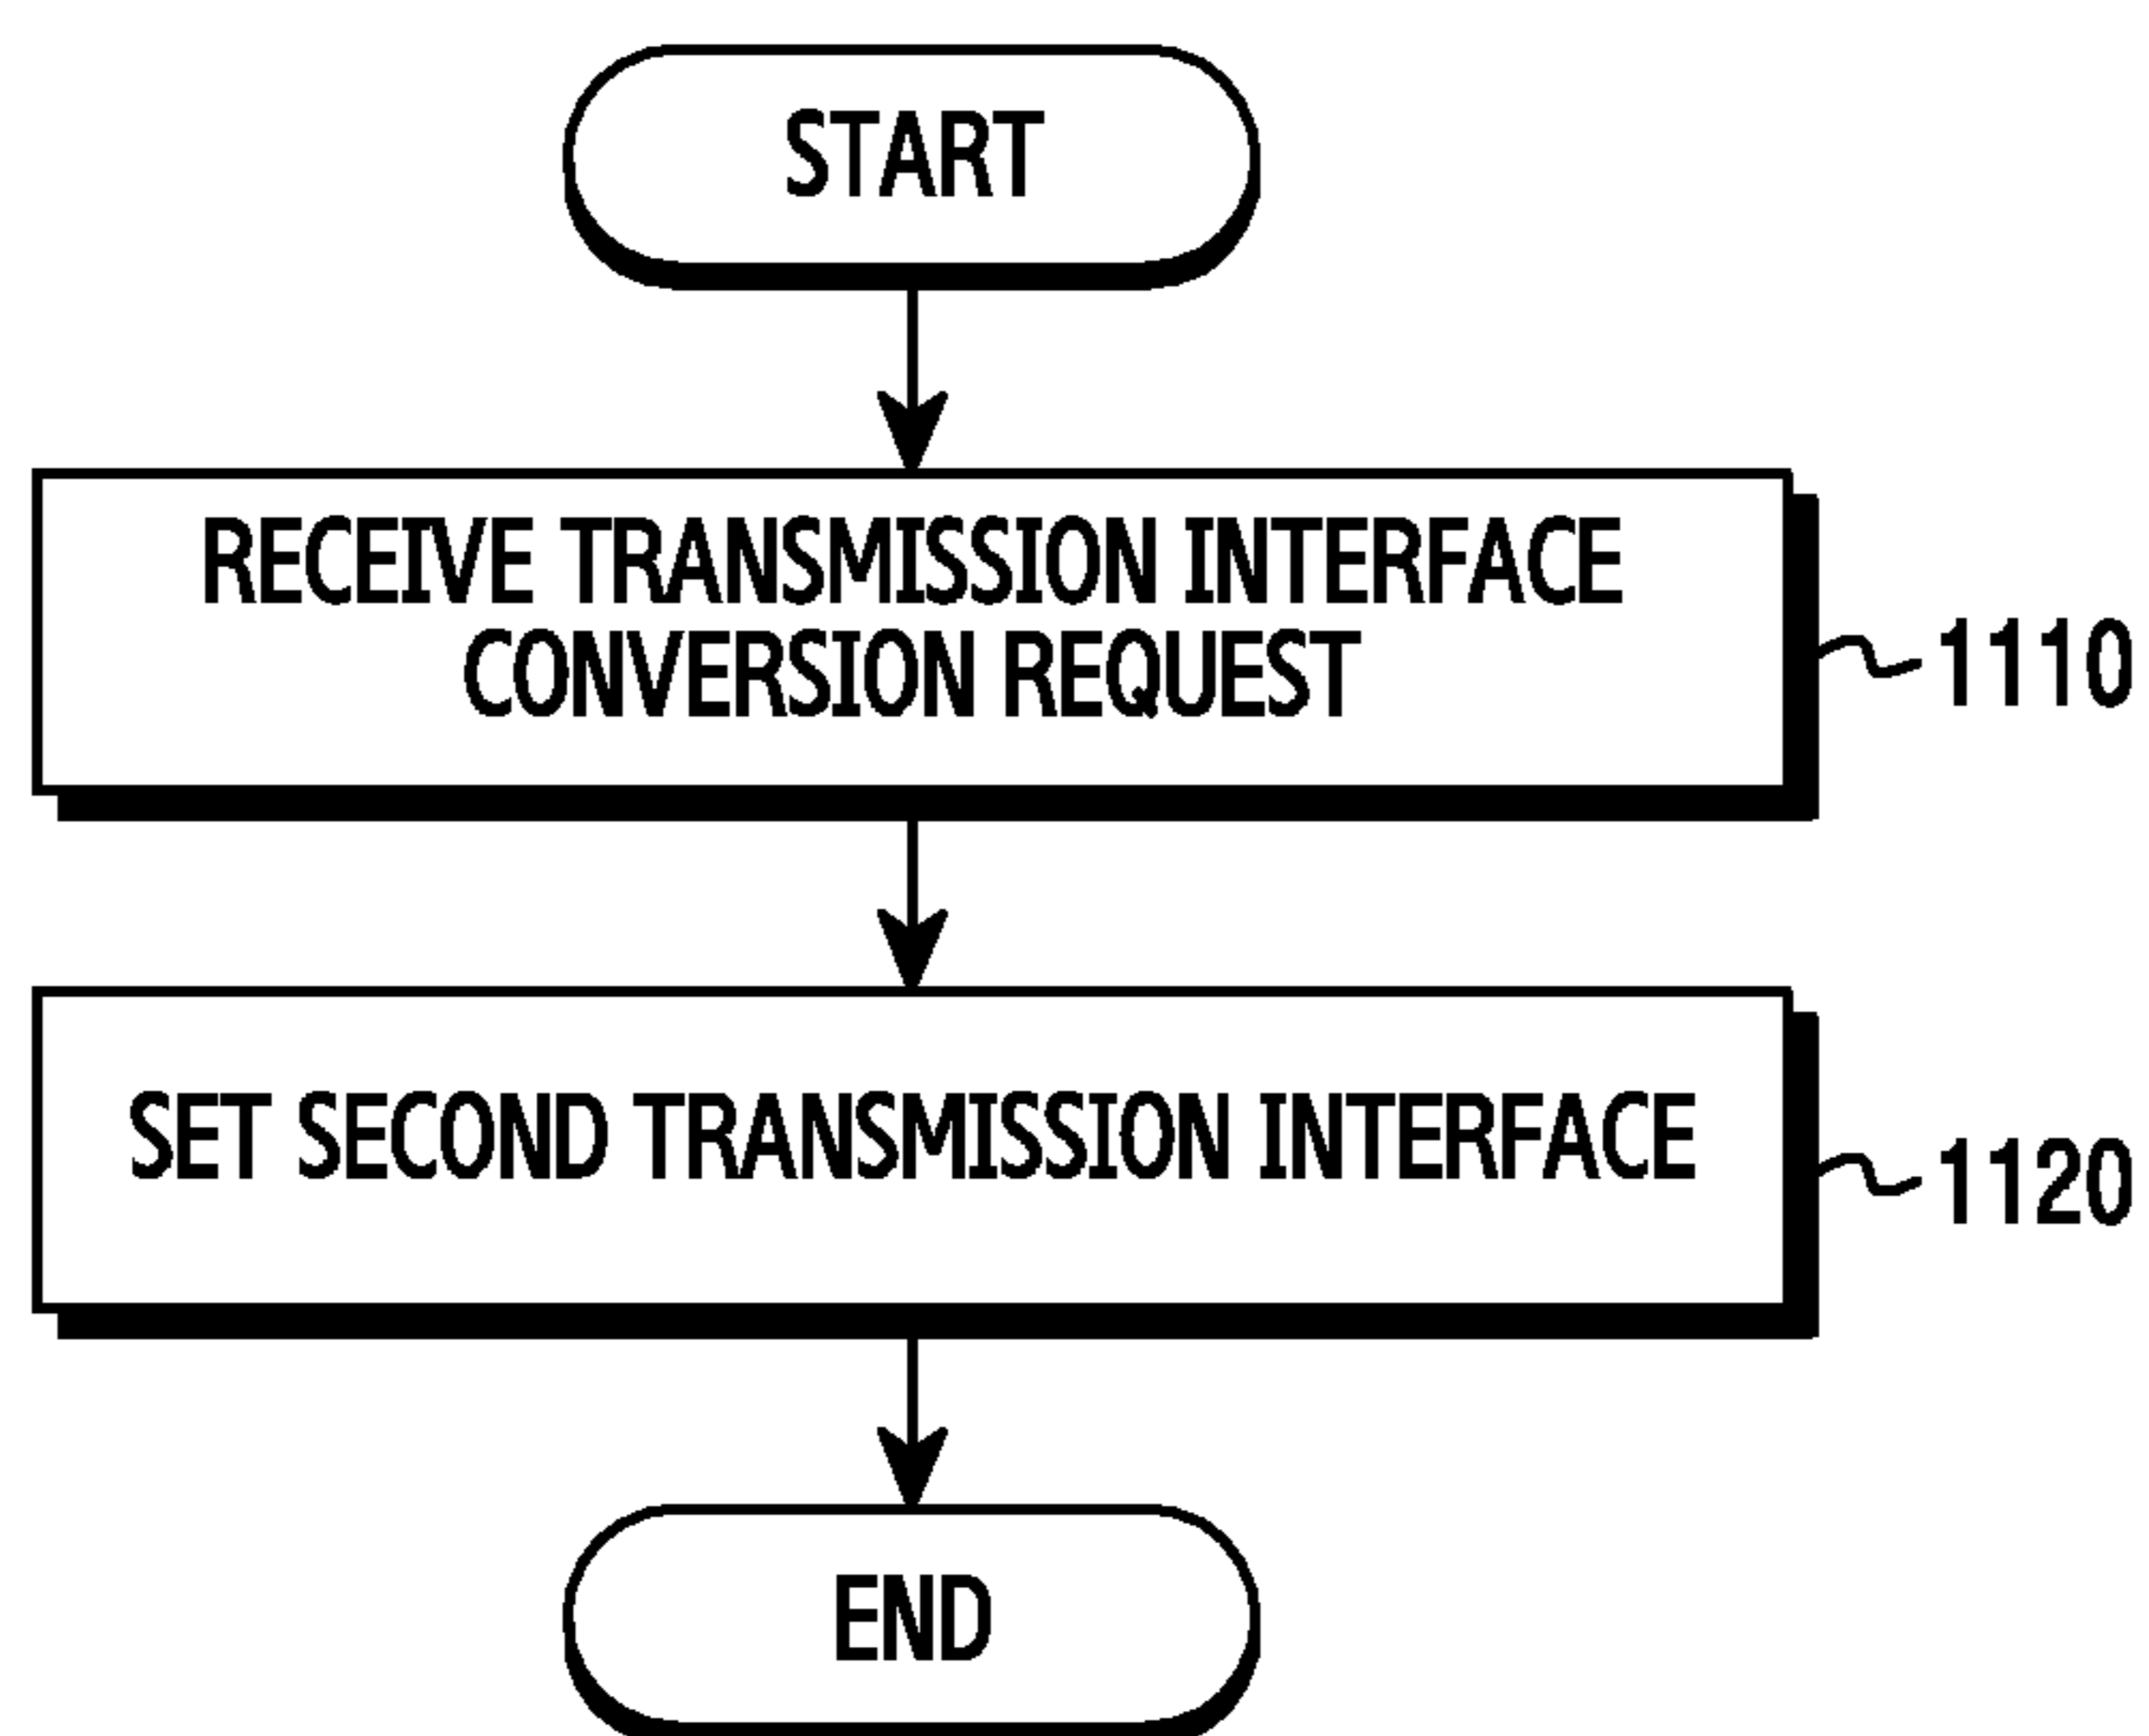 START
RECEIVE TRANSMISSION INTERFACE
CONVERSION REQUEST
1110
SET SECOND TRANSMISSION INTERFACE
1120
END